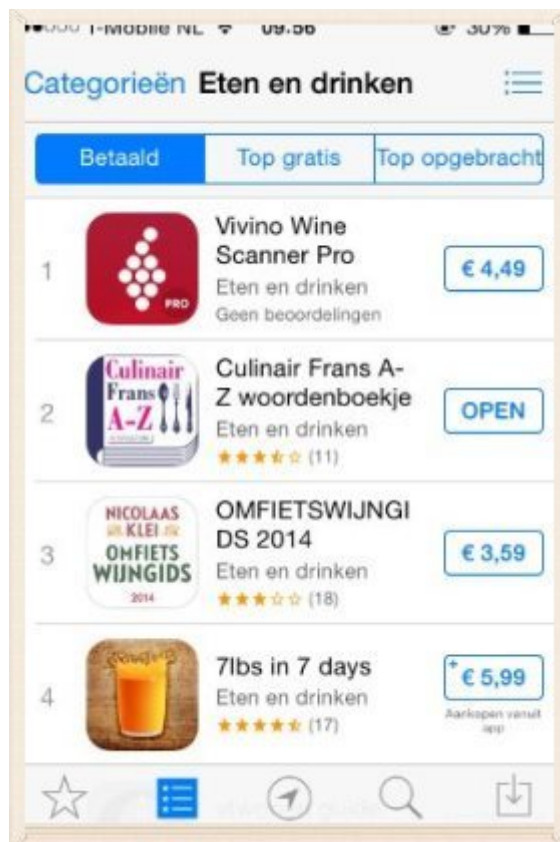 T-Mobile NL 09:56 30%
Categorieën Eten en drinken
Betaald Top gratis Top opgebracht
1
PRO
Vivino Wine
Scanner Pro
Eten en drinken
Geen beoordelingen
€ 4,49
2
Culinair
Frans
A-Z
Culinair Frans A-
Z woordenboekje
Eten en drinken
(11)
OPEN
3
NICOLAAS
KLEI
OMFIETS
WIJNGIDS
2014
OMFIETSWIJNGI
DS 2014
Eten en drinken
(18)
€ 3,59
4
7lbs in 7 days
Eten en drinken
(17)
+ € 5,99
Aankopen vanuit
app